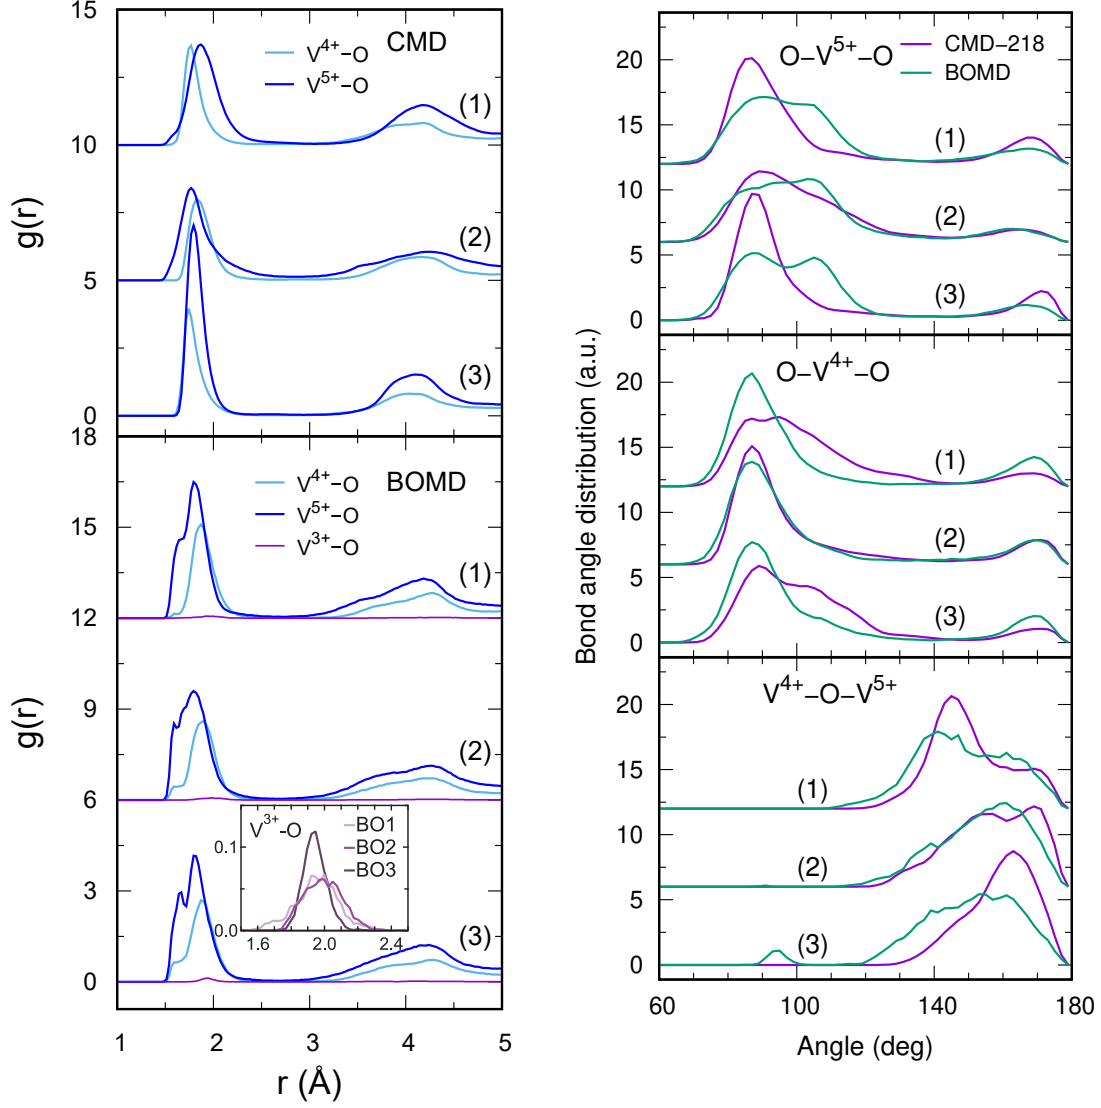 15
CMD
V⁴⁺−O
V⁵⁺−O
(1)
10
g(r)
(2)
5
(3)
0
18
BOMD
V⁴⁺−O
V⁵⁺−O
V³⁺−O
15
(1)
12
g(r)
9
(2)
6
V³⁺−O
BO1
BO2
BO3
0.1
0.0
1.6 2.0 2.4
3
(3)
0
1 2 3 4 5
r (Å)
Bond angle distribution (a.u.)
O−V⁵⁺−O
CMD−218
BOMD
20
15
(1)
10
(2)
5
(3)
0
O−V⁴⁺−O
20
15
(1)
10
(2)
5
(3)
0
V⁴⁺−O−V⁵⁺
20
15
(1)
10
(2)
5
(3)
0
60 100 140 180
Angle (deg)